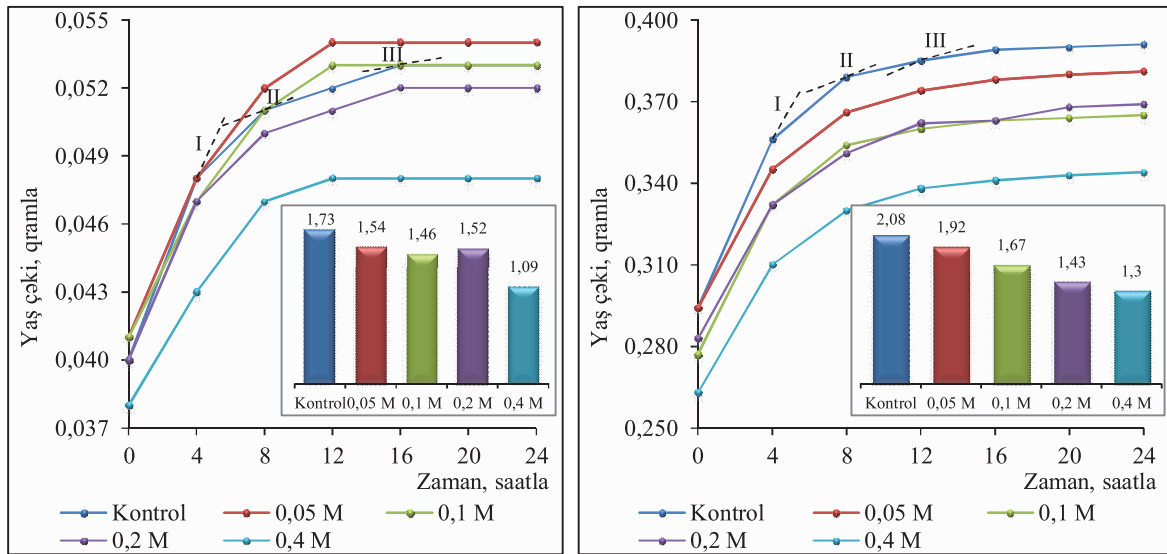 0,055
0,052
0,049
0,046
0,043
0,040
0,037
Yaş çəki, qramla
I
II
III
1,73
1,54
1,46
1,52
1,09
Kontrol 0,05 M 0,1 M 0,2 M 0,4 M
0 4 8 12 16 20 24
Zaman, saatla
Kontrol 0,05 M 0,1 M
0,2 M 0,4 M
0,400
0,370
0,340
0,310
0,280
0,250
Yaş çəki, qramla
I
II
III
2,08
1,92
1,67
1,43
1,3
Kontrol 0,05 M 0,1 M 0,2 M 0,4 M
0 4 8 12 16 20 24
Zaman, saatla
Kontrol 0,05 M 0,1 M
0,2 M 0,4 M